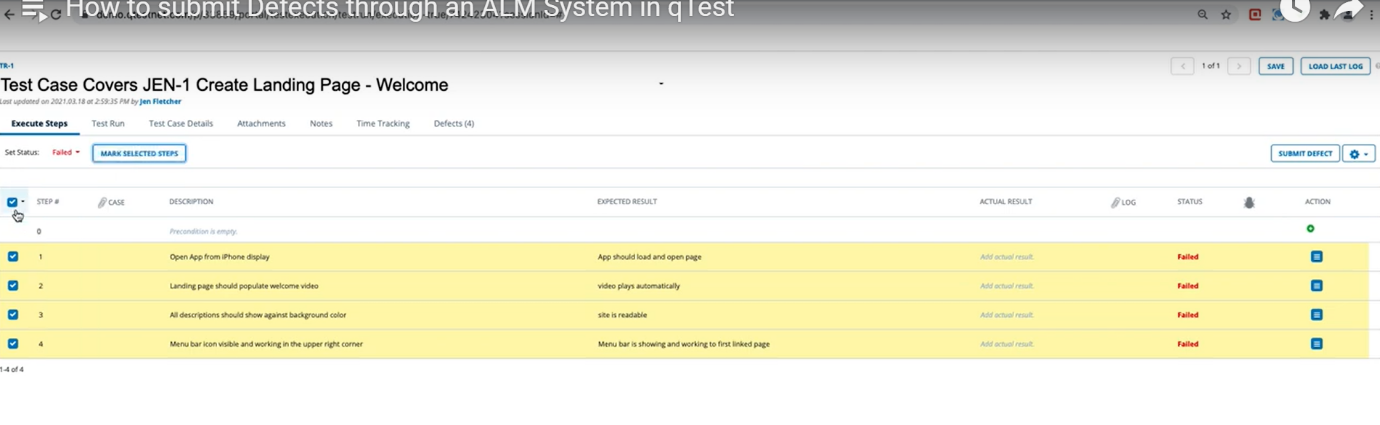 How to submit Defects through an ALM System in qTest
TR-1
1 of 1
SAVE
LOAD LAST LOG
Test Case Covers JEN-1 Create Landing Page - Welcome
Last updated on 2021.03.18 at 2:59:35 PM by Jen Fletcher
Execute Steps Test Run Test Case Details Attachments Notes Time Tracking Defects (4)
Set Status: Failed MARK SELECTED STEPS SUBMIT DEFECT
STEP # CASE DESCRIPTION EXPECTED RESULT ACTUAL RESULT LOG STATUS ACTION
0 Precondition is empty.
1 Open App from iPhone display App should load and open page Add actual result. Failed
2 Landing page should populate welcome video video plays automatically Add actual result. Failed
3 All descriptions should show against background color site is readable Add actual result. Failed
4 Menu bar icon visible and working in the upper right corner Menu bar is showing and working to first linked page Add actual result. Failed
1-4 of 4